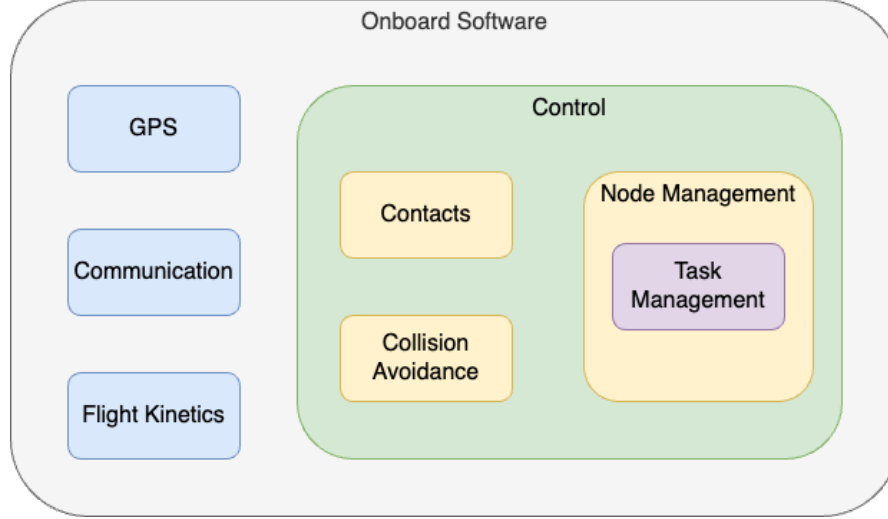 Onboard Software
GPS
Communication
Flight Kinetics
Control
Contacts
Collision
Avoidance
Node Management
Task
Management